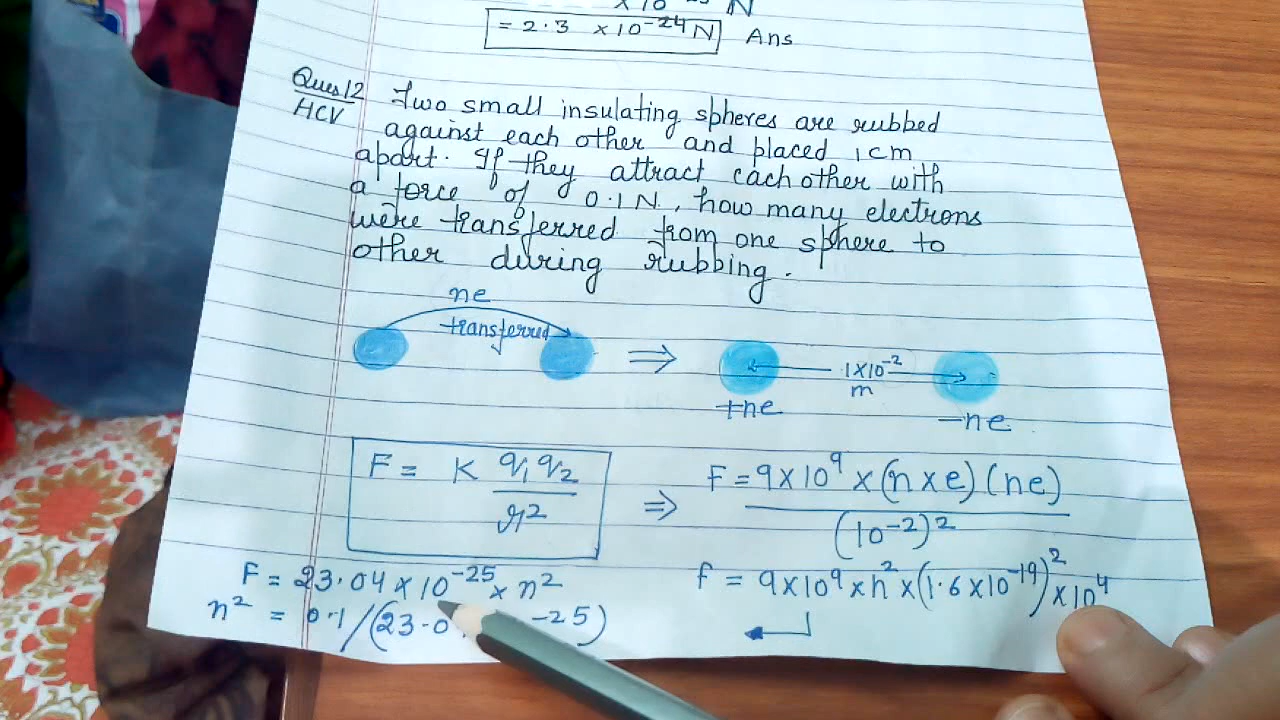 × 10 N
= 2.3 × 10⁻²⁴ N Ans
Ques 12
HCV
Two small insulating spheres are rubbed
against each other and placed 1 cm
apart. If they attract each other with
a force of 0.1 N, how many electrons
were transferred from one sphere to
other during rubbing.
ne
transferred
⇒
1×10⁻²
m
+ne
-ne
F = K q₁q₂ / r²
⇒ F = 9×10⁹ × (n×e) (ne) / (10⁻²)²
F = 23.04 × 10⁻²⁵ × n²
f = 9×10⁹ × n² × (1.6×10⁻¹⁹)² × 10⁴
n² = 0.1/(23.0 -25)